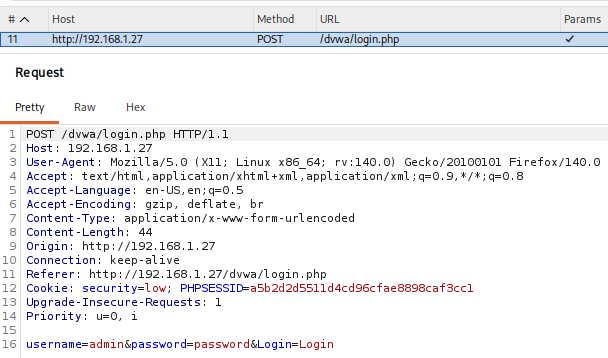 # Host Method URL Params
11 http://192.168.1.27 POST /dvwa/login.php ✓
Request
Pretty Raw Hex
1 POST /dvwa/login.php HTTP/1.1
2 Host: 192.168.1.27
3 User-Agent: Mozilla/5.0 (X11; Linux x86_64; rv:140.0) Gecko/20100101 Firefox/140.0
4 Accept: text/html,application/xhtml+xml,application/xml;q=0.9,*/*;q=0.8
5 Accept-Language: en-US,en;q=0.5
6 Accept-Encoding: gzip, deflate, br
7 Content-Type: application/x-www-form-urlencoded
8 Content-Length: 44
9 Origin: http://192.168.1.27
10 Connection: keep-alive
11 Referer: http://192.168.1.27/dvwa/login.php
12 Cookie: security=low; PHPSESSID=a5b2d2d5511d4cd96cfae8898caf3cc1
13 Upgrade-Insecure-Requests: 1
14 Priority: u=0, i
15
16 username=admin&password=password&Login=Login